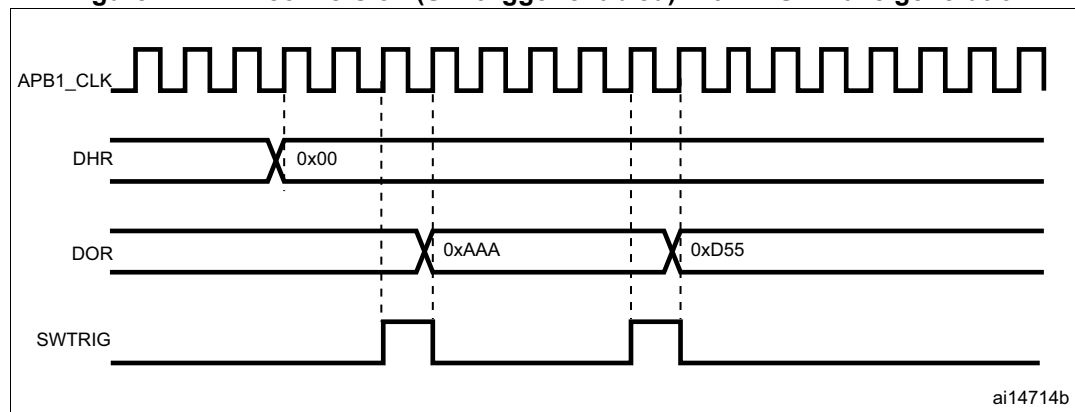 APB1_CLK
DHR
0x00
DOR
0xAAA
0xD55
SWTRIG
ai14714b